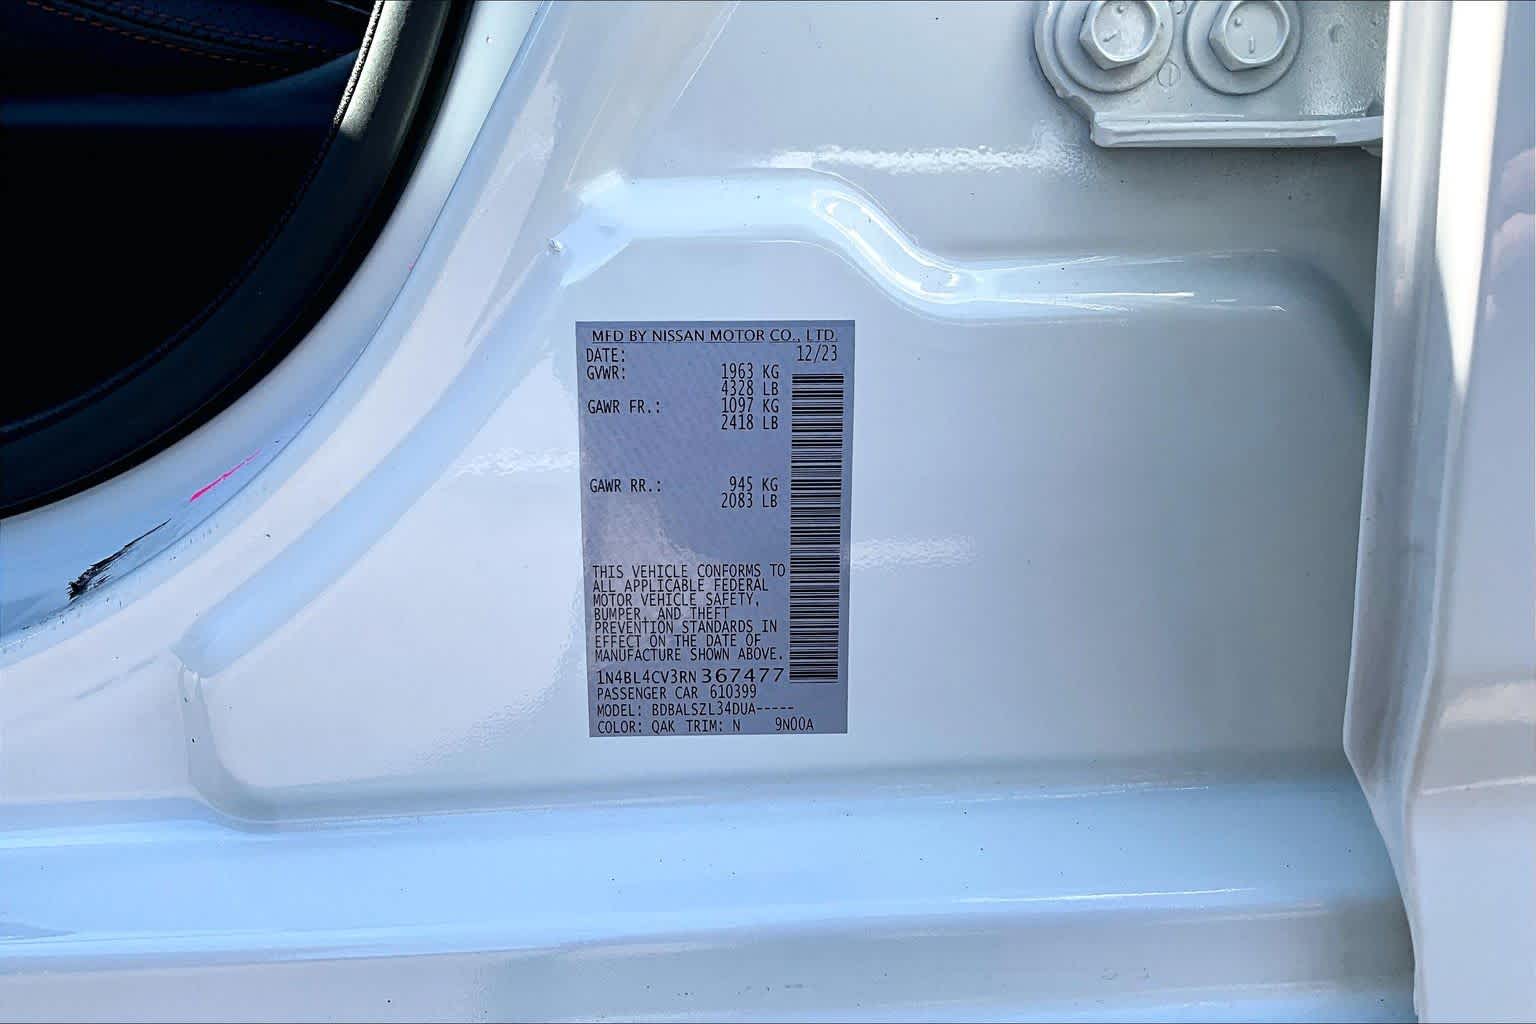 MFD BY NISSAN MOTOR CO., LTD.
DATE: 12/23
GVWR: 1963 KG
4328 LB
GAWR FR.: 1097 KG
2418 LB
GAWR RR.: 945 KG
2083 LB
THIS VEHICLE CONFORMS TO
ALL APPLICABLE FEDERAL
MOTOR VEHICLE SAFETY,
BUMPER, AND THEFT
PREVENTION STANDARDS IN
EFFECT ON THE DATE OF
MANUFACTURE SHOWN ABOVE.
1N4BL4CV3RN367477
PASSENGER CAR 610399
MODEL: BDBALSZL34DUA-----
COLOR: QAK TRIM: N 9N00A